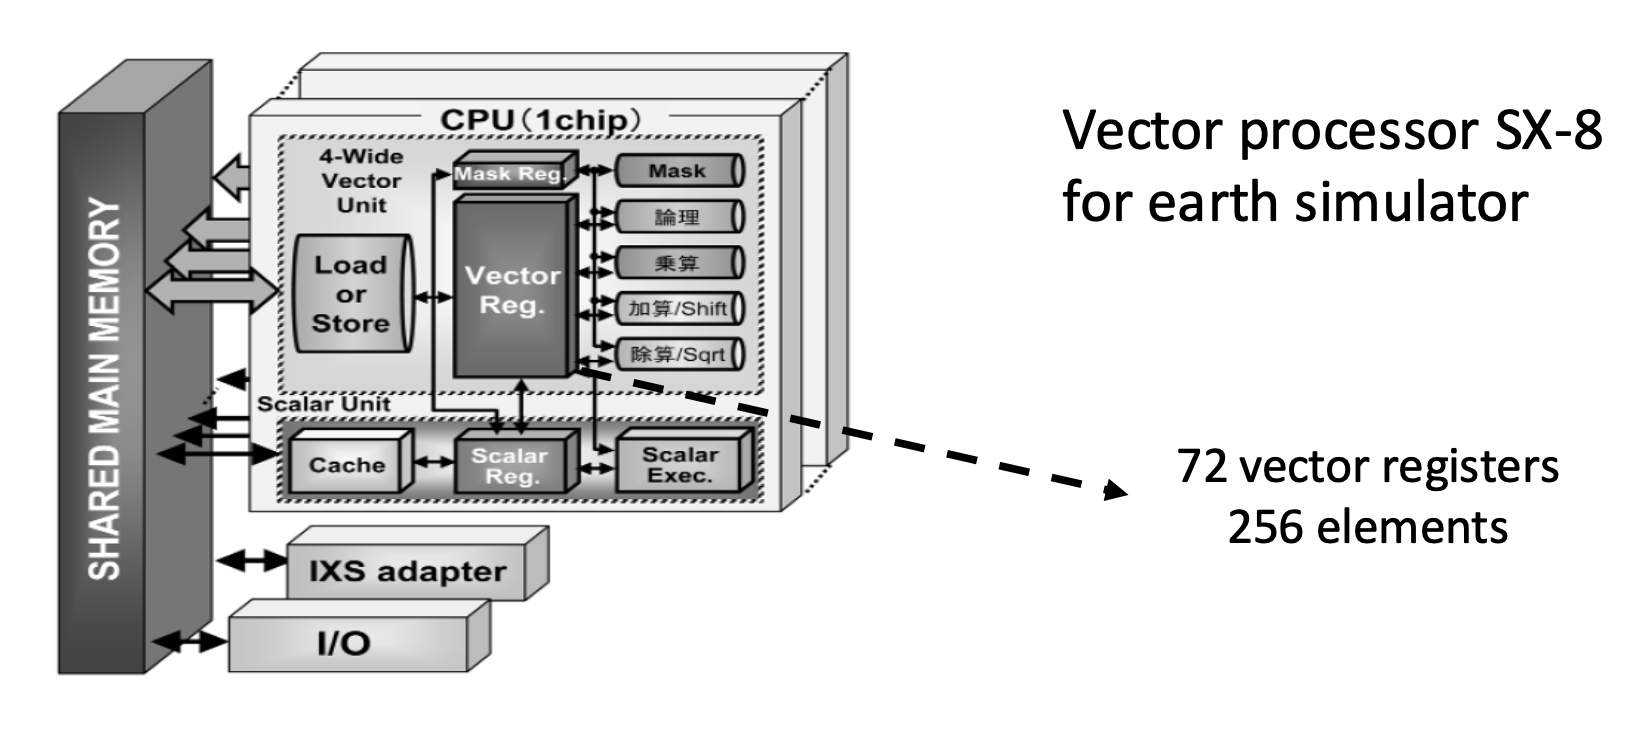 Vector processor SX-8
for earth simulator
CPU（1chip）
4-Wide
Vector
Unit
Mask Reg.
Mask
論理
乗算
加算/Shift
除算/Sqrt
Load
or
Store
Vector
Reg.
SHARED MAIN MEMORY
Scalar Unit
Cache
Scalar
Reg.
Scalar
Exec.
72 vector registers
256 elements
IXS adapter
I/O